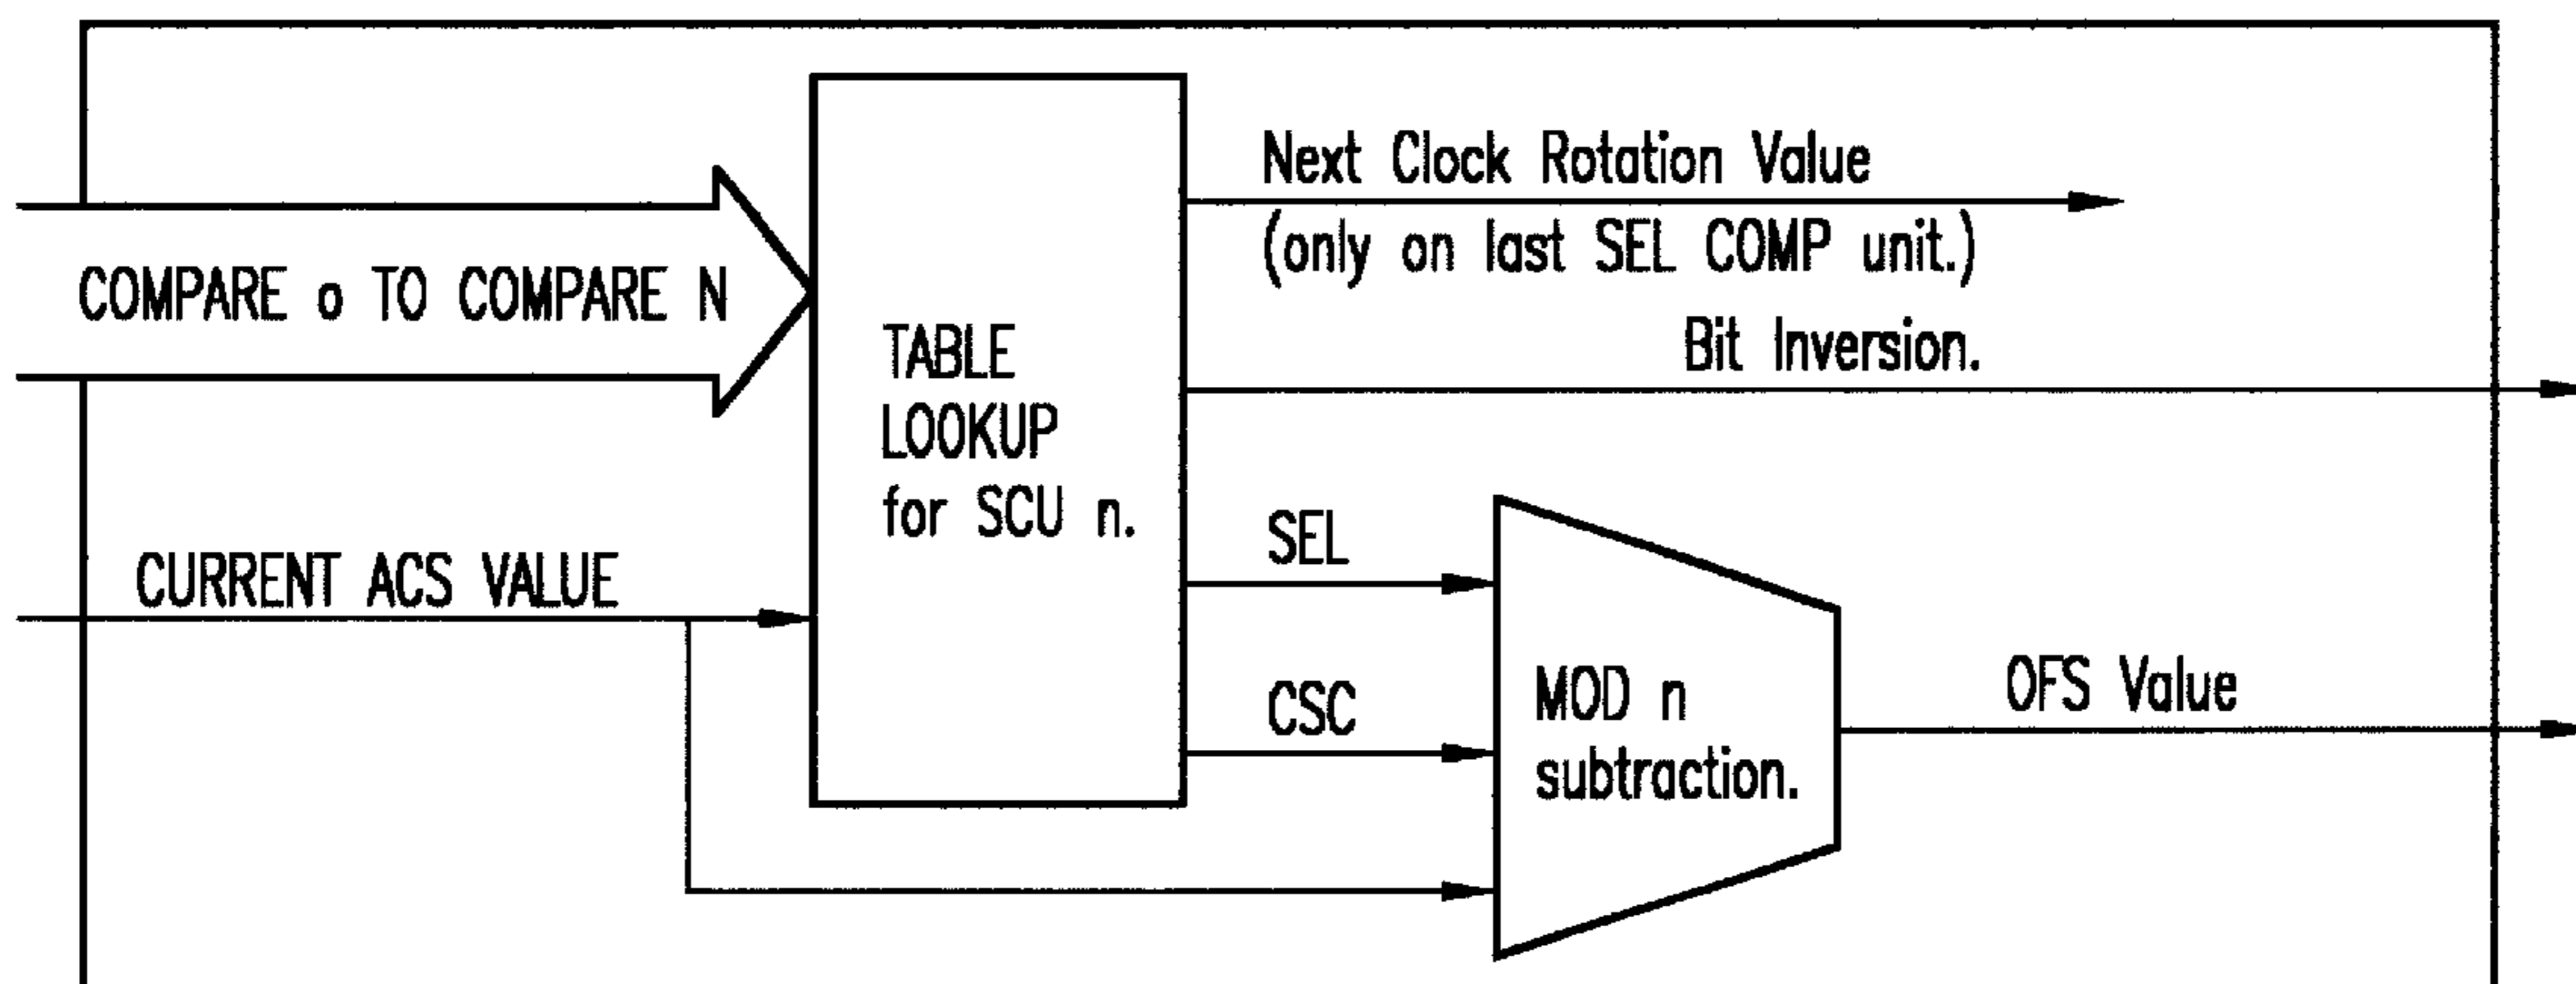 Next Clock Rotation Value
(only on last SEL COMP unit.)
COMPARE o TO COMPARE N
Bit Inversion.
TABLE
LOOKUP
for SCU n.
CURRENT ACS VALUE
SEL
CSC
MOD n
subtraction.
OFS Value